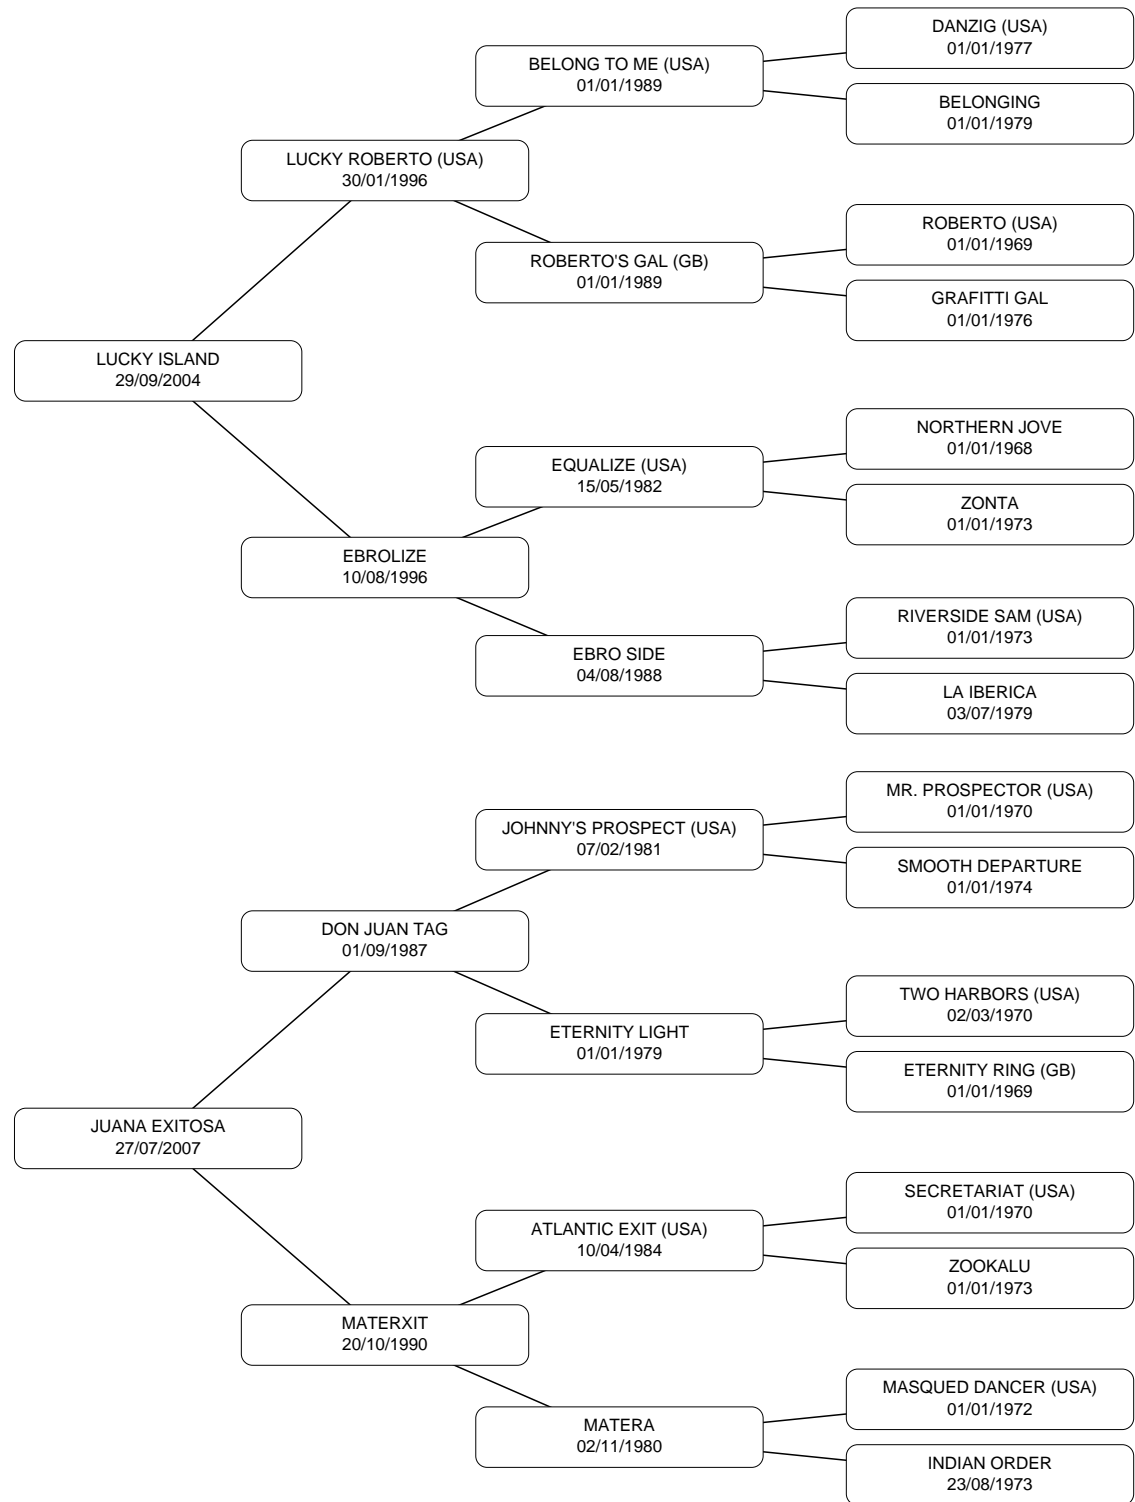 DANZIG (USA)
01/01/1977
BELONG TO ME (USA)
01/01/1989
BELONGING
01/01/1979
LUCKY ROBERTO (USA)
30/01/1996
ROBERTO (USA)
01/01/1969
ROBERTO'S GAL (GB)
01/01/1989
GRAFITTI GAL
01/01/1976
LUCKY ISLAND
29/09/2004
NORTHERN JOVE
01/01/1968
EQUALIZE (USA)
15/05/1982
ZONTA
01/01/1973
EBROLIZE
10/08/1996
RIVERSIDE SAM (USA)
01/01/1973
EBRO SIDE
04/08/1988
LA IBERICA
03/07/1979
MR. PROSPECTOR (USA)
01/01/1970
JOHNNY'S PROSPECT (USA)
07/02/1981
SMOOTH DEPARTURE
01/01/1974
DON JUAN TAG
01/09/1987
TWO HARBORS (USA)
02/03/1970
ETERNITY LIGHT
01/01/1979
ETERNITY RING (GB)
01/01/1969
JUANA EXITOSA
27/07/2007
SECRETARIAT (USA)
01/01/1970
ATLANTIC EXIT (USA)
10/04/1984
ZOOKALU
01/01/1973
MATERXIT
20/10/1990
MASQUED DANCER (USA)
01/01/1972
MATERA
02/11/1980
INDIAN ORDER
23/08/1973